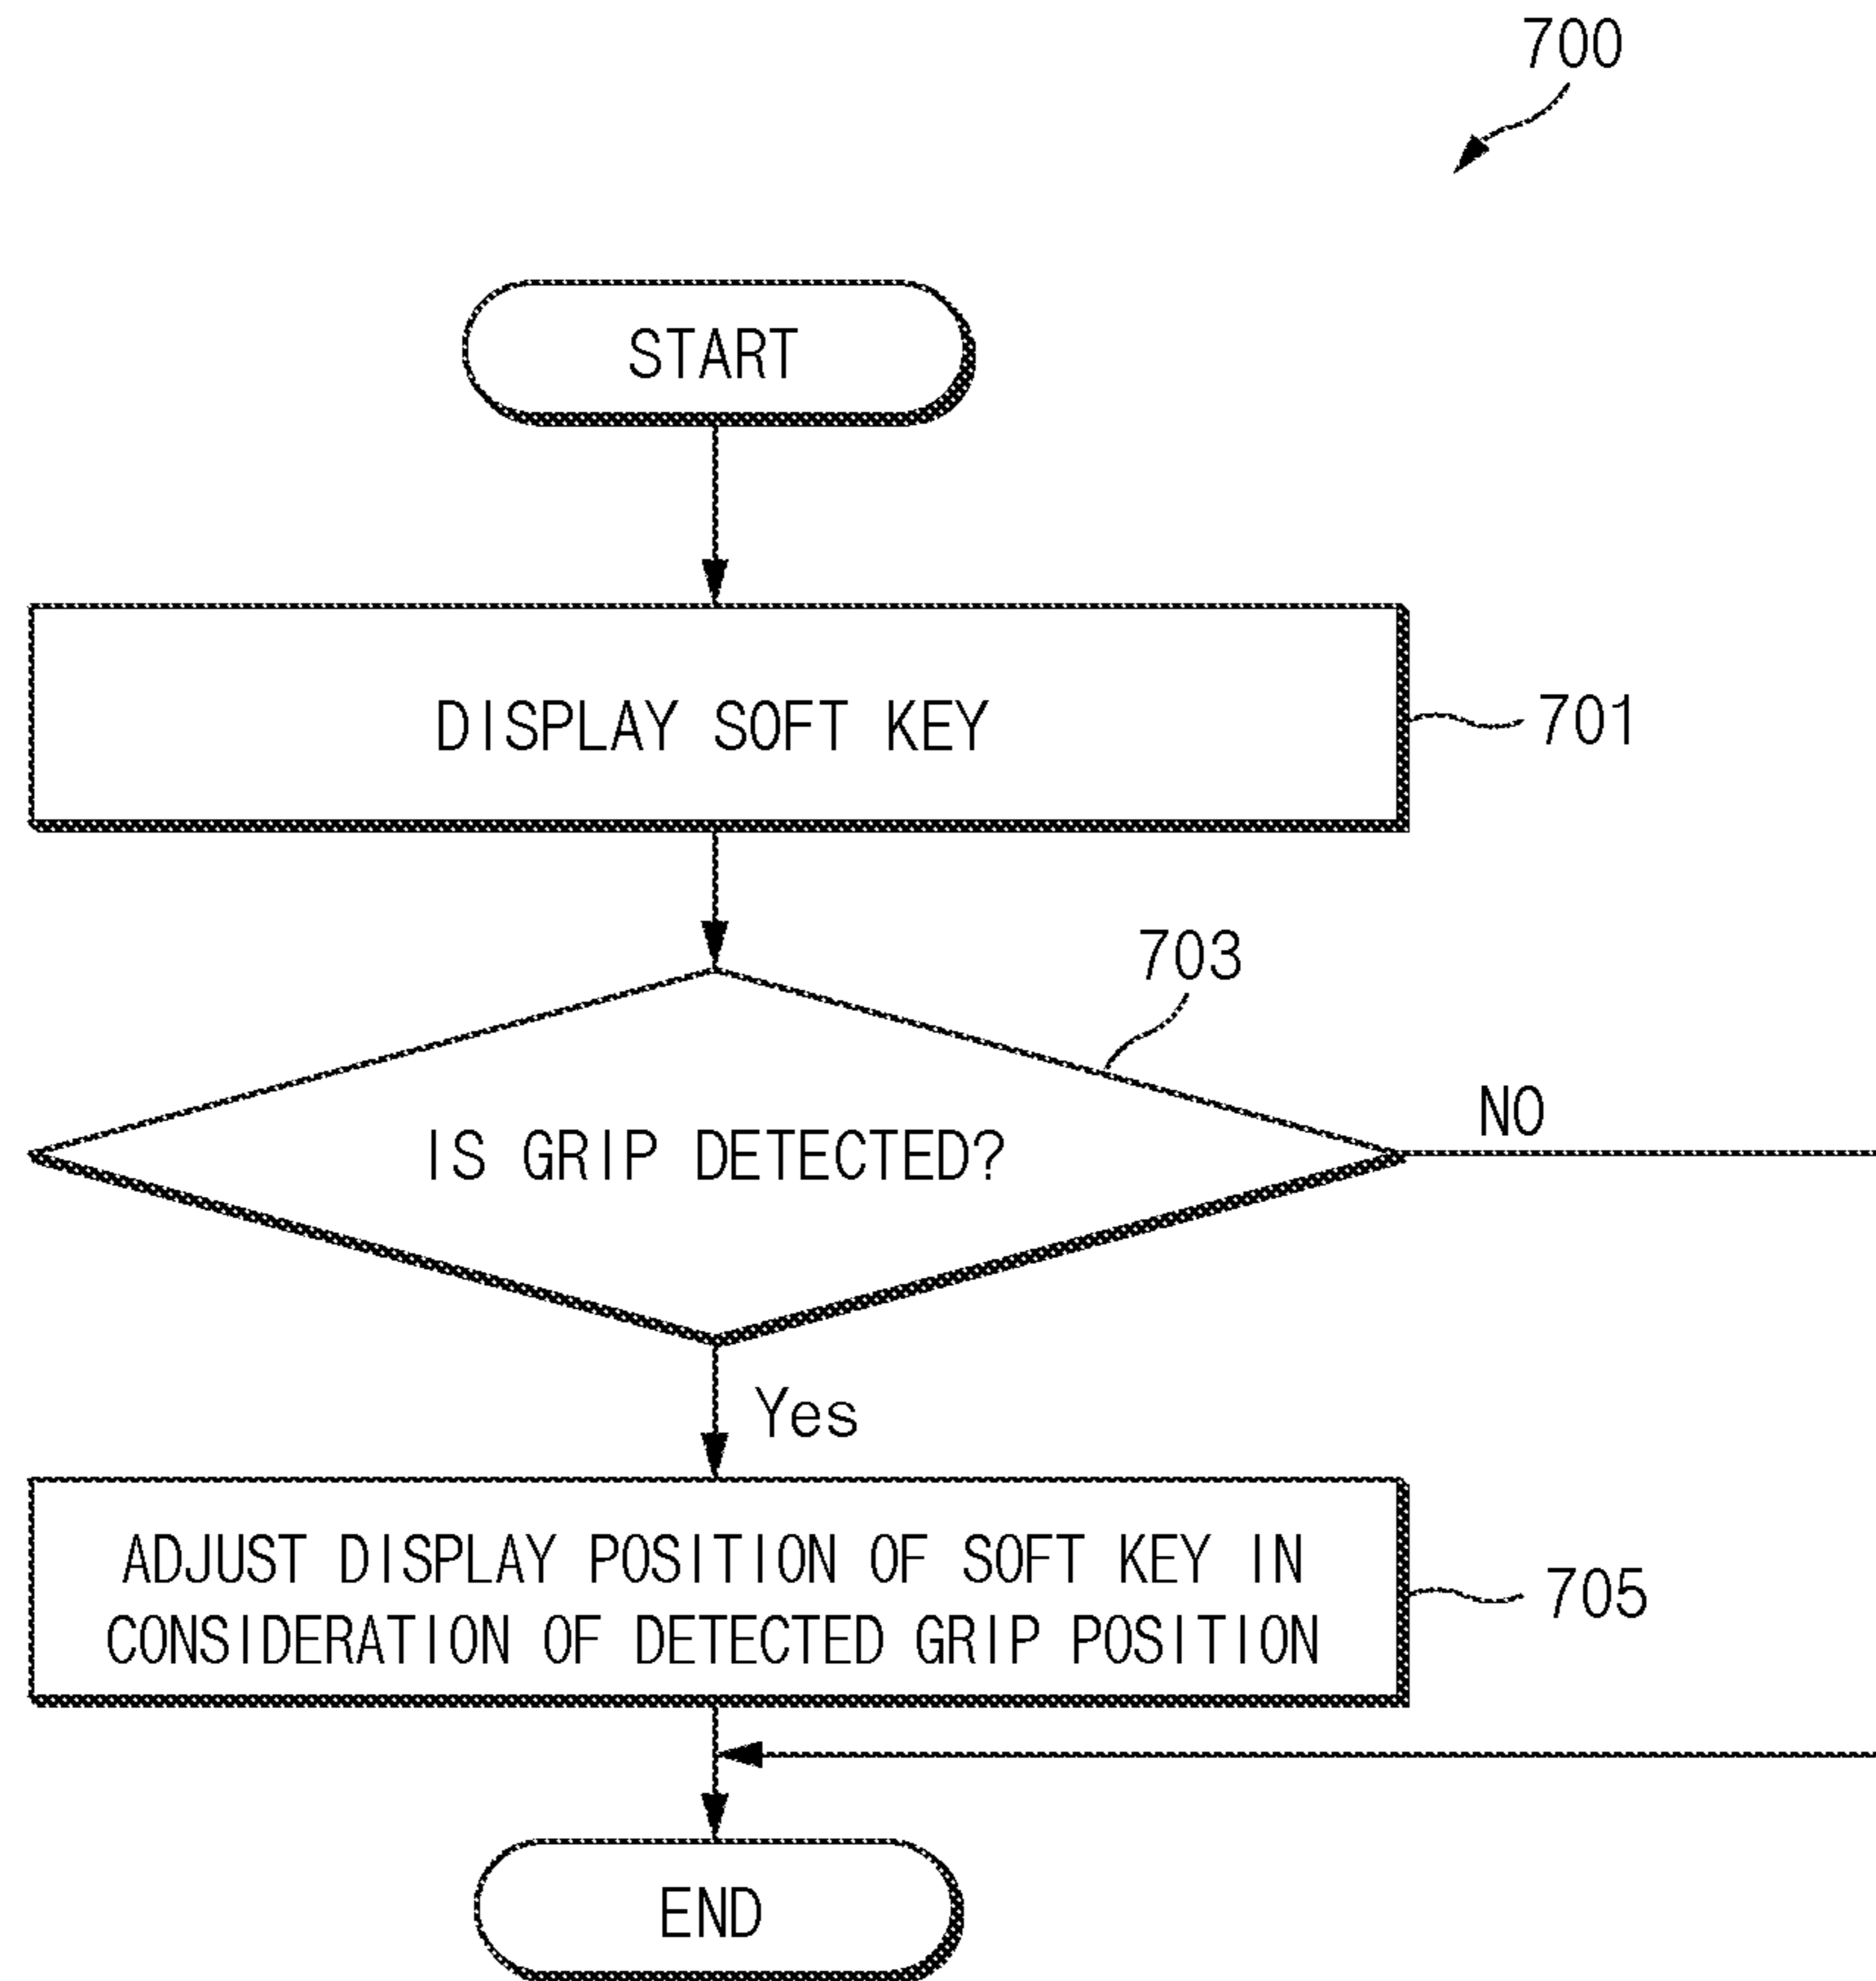 700
START
DISPLAY SOFT KEY
701
703
IS GRIP DETECTED?
NO
Yes
ADJUST DISPLAY POSITION OF SOFT KEY IN
CONSIDERATION OF DETECTED GRIP POSITION
705
END